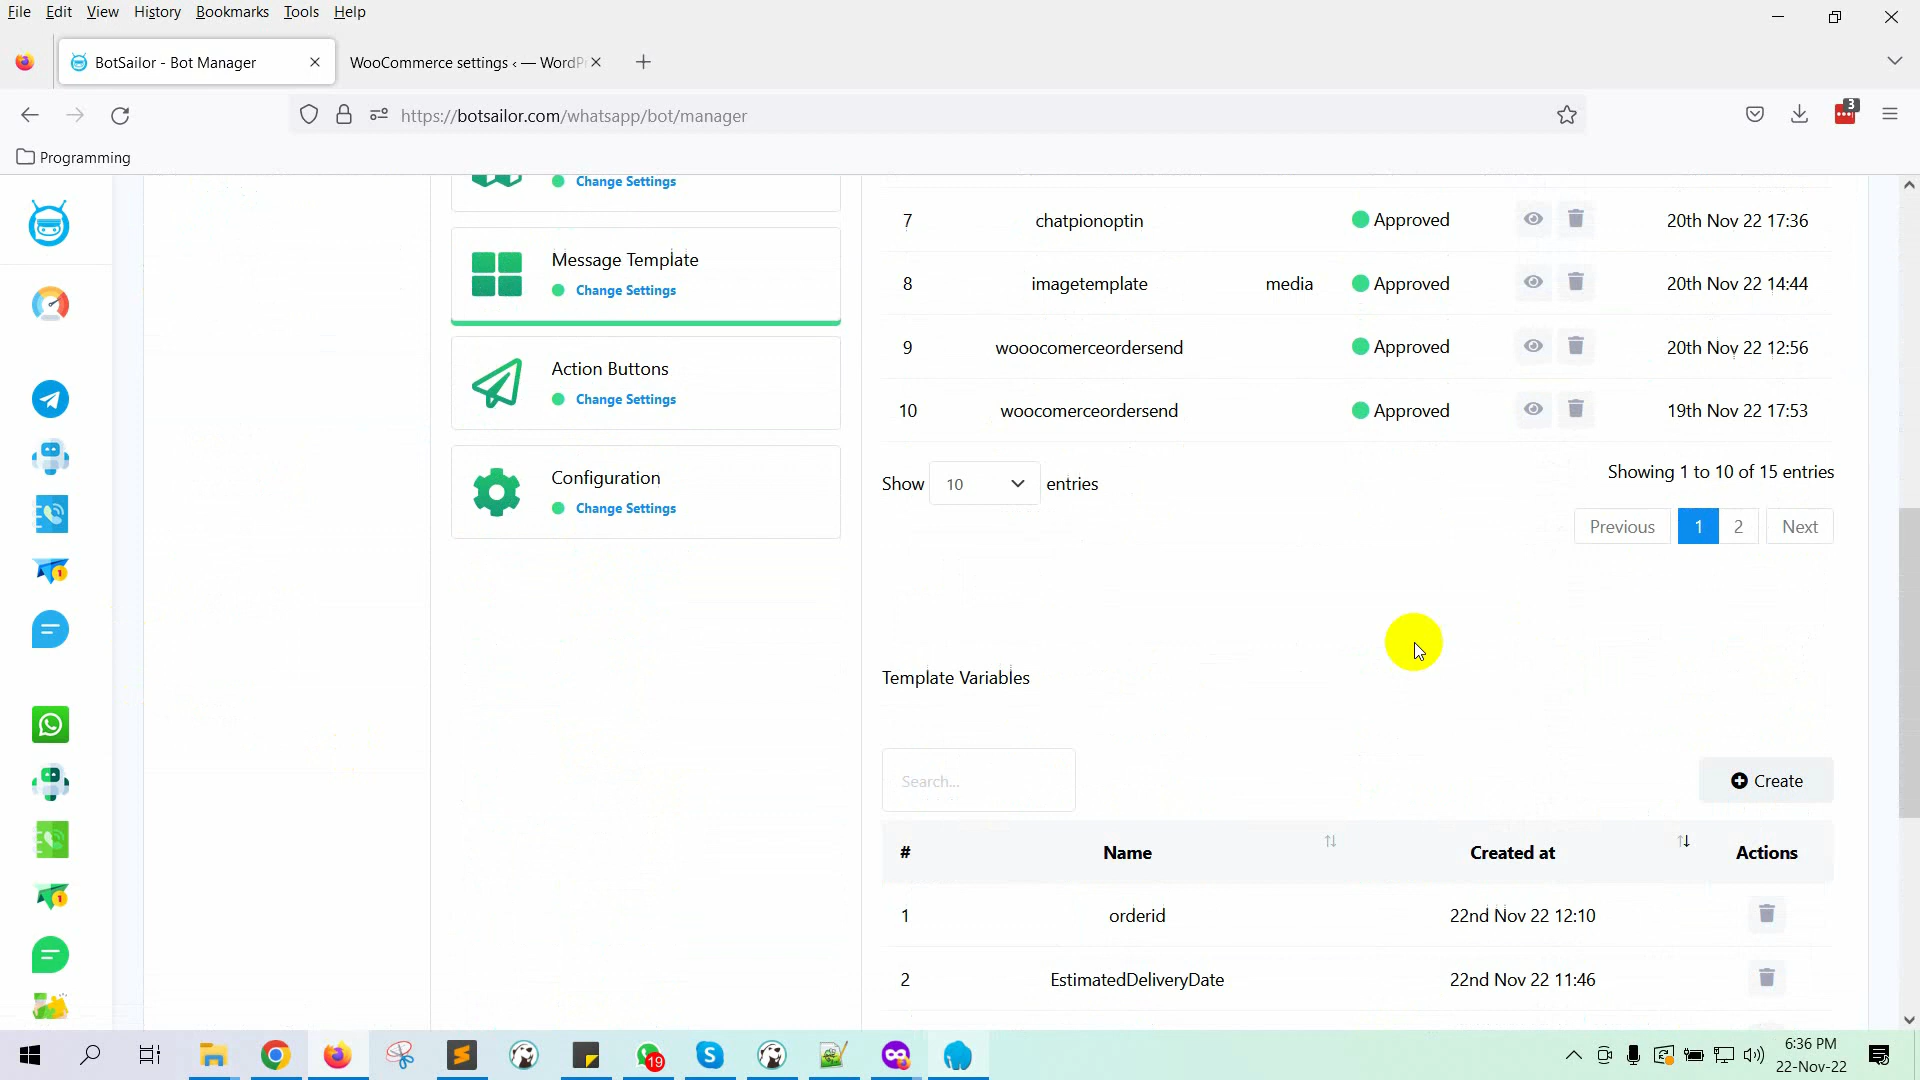 File Edit View History Bookmarks Tools Help
BotSailor - Bot Manager
WooCommerce settings ‹ — WordPr
https://botsailor.com/whatsapp/bot/manager
3
Programming
Change Settings
Message Template
Change Settings
Action Buttons
Change Settings
Configuration
Change Settings
7 chatpionoptin Approved 20th Nov 22 17:36
8 imagetemplate media Approved 20th Nov 22 14:44
9 wooocomerceordersend Approved 20th Nov 22 12:56
10 woocomerceordersend Approved 19th Nov 22 17:53
Show 10 entries
Showing 1 to 10 of 15 entries
Previous 1 2 Next
Template Variables
Search...
Create
# Name Created at Actions
1 orderid 22nd Nov 22 12:10
2 EstimatedDeliveryDate 22nd Nov 22 11:46
1
1
19
6:36 PM
22-Nov-22